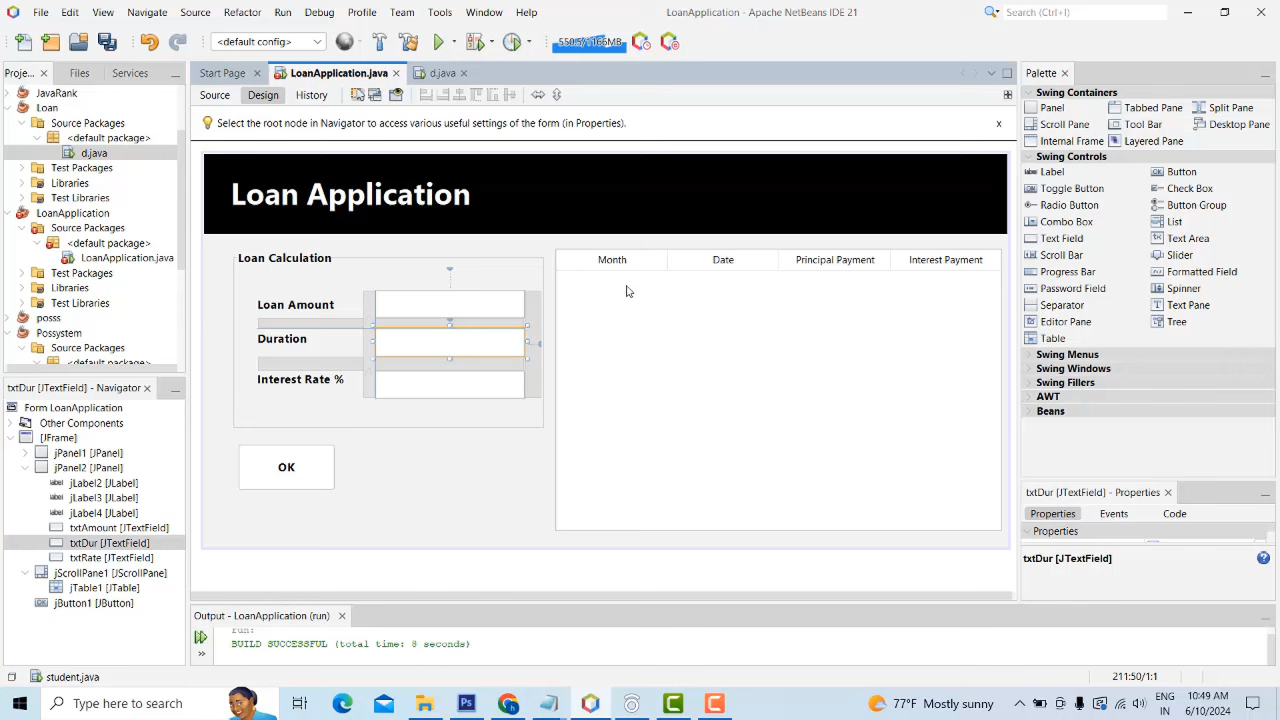 File Edit View Navigate Source Refactor Run Debug Profile Team Tools Window Help LoanApplication - Apache NetBeans IDE 21 Search (Ctrl+I)
<default config>
Proje... Files Services
Start Page LoanApplication.java d.java
Palette
Source Design History
Select the root node in Navigator to access various useful settings of the form (in Properties). x
JavaRank
Loan
Source Packages
<default package>
d.java
Test Packages
Libraries
Test Libraries
LoanApplication
Source Packages
<default package>
LoanApplication.java
Test Packages
Libraries
Test Libraries
posss
Possystem
Source Packages
Loan Application
Loan Calculation
Loan Amount
Duration
Interest Rate %
OK
Month Date Principal Payment Interest Payment
Swing Containers
Panel Tabbed Pane Split Pane
Scroll Pane Tool Bar Desktop Pane
Internal Frame Layered Pane
Swing Controls
Label Button
Toggle Button Check Box
Radio Button Button Group
Combo Box List
Text Field Text Area
Scroll Bar Slider
Progress Bar Formatted Field
Password Field Spinner
Separator Text Pane
Editor Pane Tree
Table
Swing Menus
Swing Windows
Swing Fillers
AWT
Beans
txtDur [JTextField] - Navigator
Form LoanApplication
Other Components
[JFrame]
jPanel1 [JPanel]
jPanel2 [JPanel]
jLabel2 [JLabel]
jLabel3 [JLabel]
jLabel4 [JLabel]
txtAmount [JTextField]
txtDur [JTextField]
txtRate [JTextField]
jScrollPane1 [JScrollPane]
jTable1 [JTable]
jButton1 [JButton]
txtDur [JTextField] - Properties
Properties Events Code
Properties
txtDur [JTextField]
Output - LoanApplication (run)
run:
BUILD SUCCESSFUL (total time: 8 seconds)
student.java 211:50/1:1
Type here to search 77°F Mostly sunny ENG IN 10:49 AM 6/10/2024